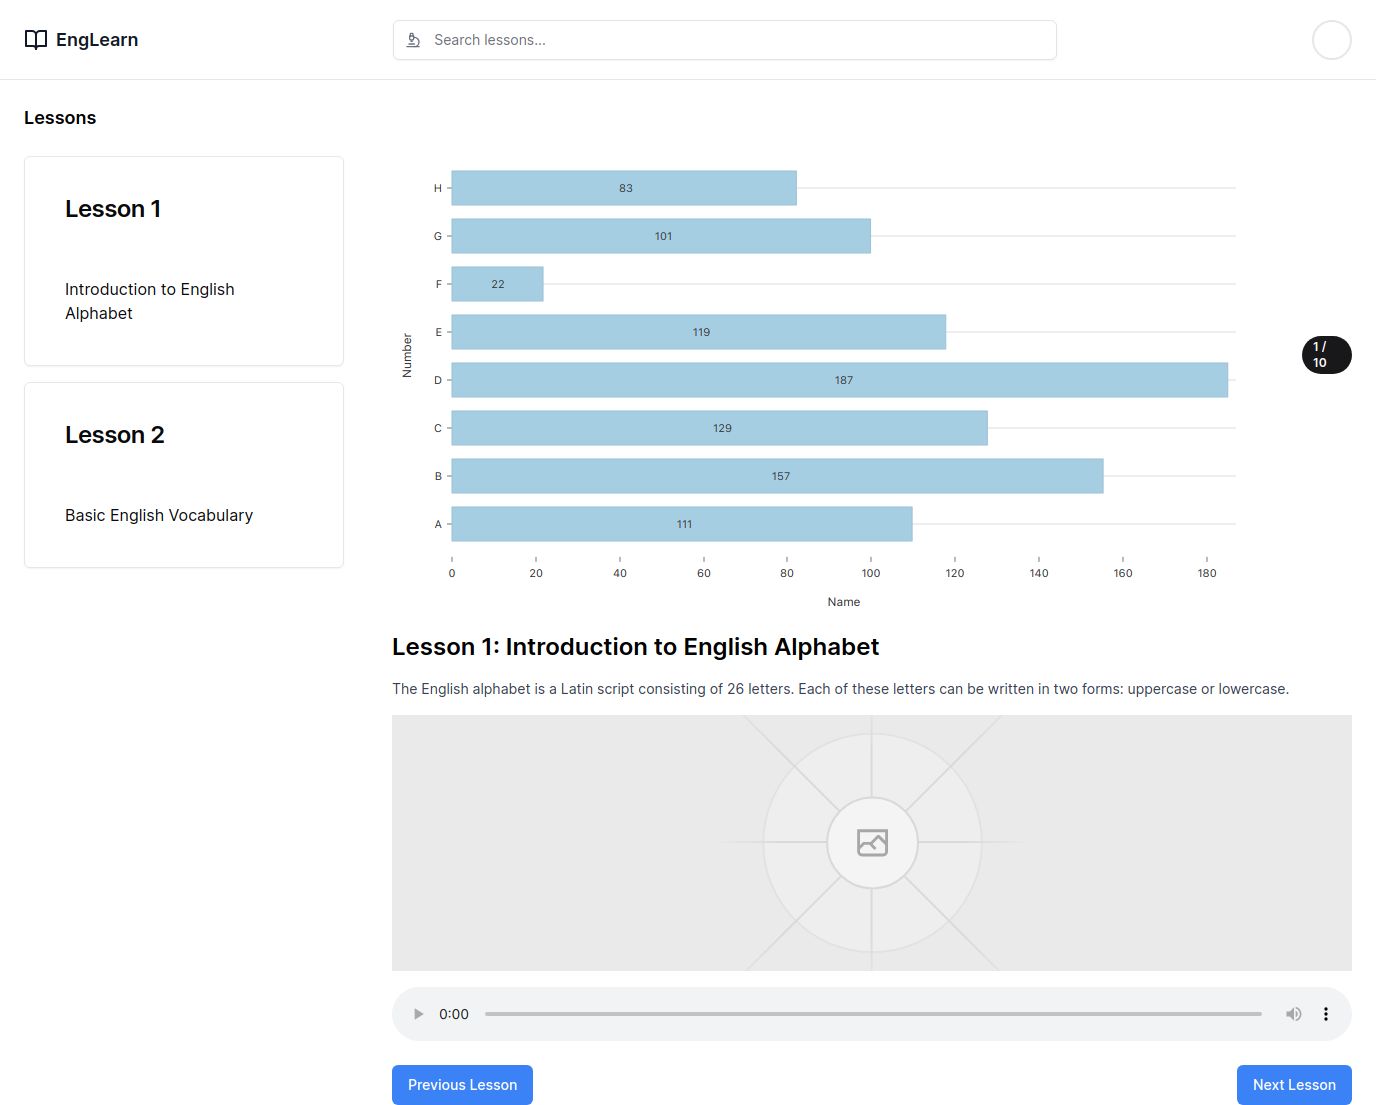 EngLearn
Search lessons...
Lessons
Lesson 1
Introduction to English
Alphabet
Lesson 2
Basic English Vocabulary
Number
H 83
G 101
F 22
E 119
D 187
C 129
B 157
A 111
0 20 40 60 80 100 120 140 160 180
Name
1 /
10
Lesson 1: Introduction to English Alphabet
The English alphabet is a Latin script consisting of 26 letters. Each of these letters can be written in two forms: uppercase or lowercase.
0:00
Previous Lesson
Next Lesson